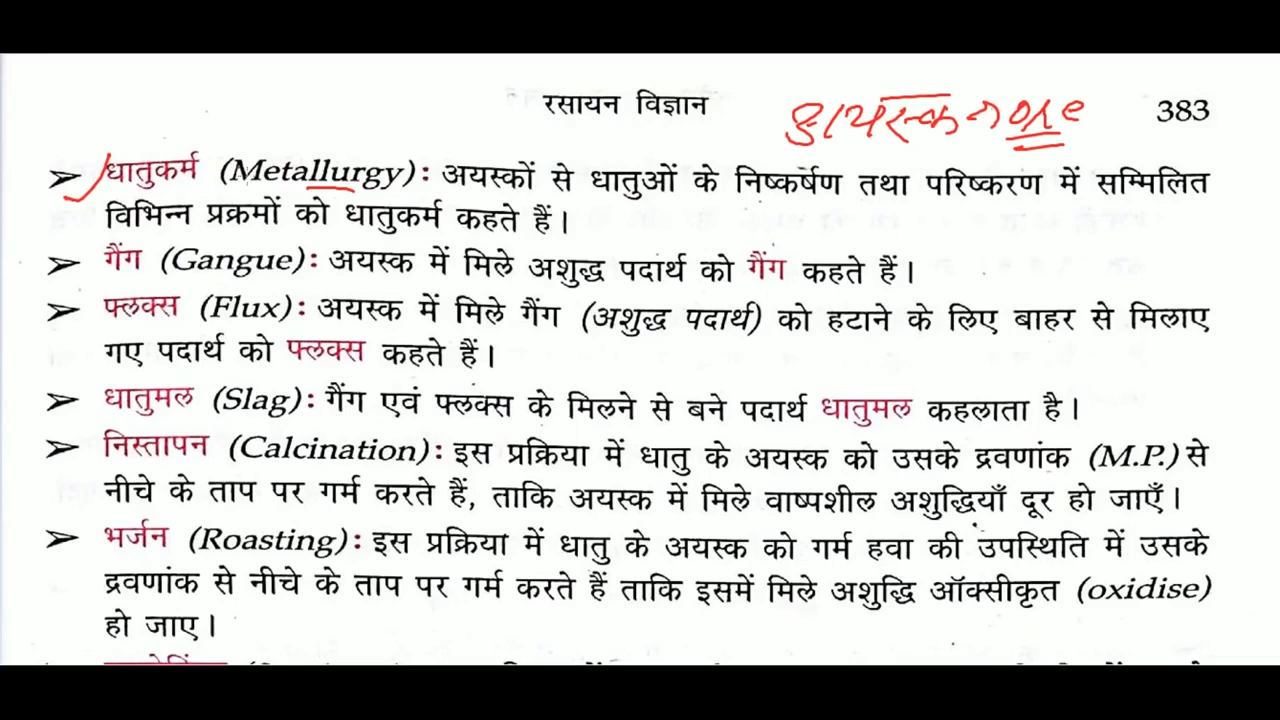 रसायन विज्ञान अयस्क ore 383
➢ धातुकर्म (Metallurgy): अयस्कों से धातुओं के निष्कर्षण तथा परिष्करण में सम्मिलित
विभिन्न प्रक्रमों को धातुकर्म कहते हैं।
➢ गैंग (Gangue): अयस्क में मिले अशुद्ध पदार्थ को गैंग कहते हैं।
➢ फ्लक्स (Flux): अयस्क में मिले गैंग (अशुद्ध पदार्थ) को हटाने के लिए बाहर से मिलाए
गए पदार्थ को फ्लक्स कहते हैं।
➢ धातुमल (Slag): गैंग एवं फ्लक्स के मिलने से बने पदार्थ धातुमल कहलाता है।
➢ निस्तापन (Calcination): इस प्रक्रिया में धातु के अयस्क को उसके द्रवणांक (M.P.) से
नीचे के ताप पर गर्म करते हैं, ताकि अयस्क में मिले वाष्पशील अशुद्धियाँ दूर हो जाएँ।
➢ भर्जन (Roasting): इस प्रक्रिया में धातु के अयस्क को गर्म हवा की उपस्थिति में उसके
द्रवणांक से नीचे के ताप पर गर्म करते हैं ताकि इसमें मिले अशुद्धि ऑक्सीकृत (oxidise)
हो जाए।